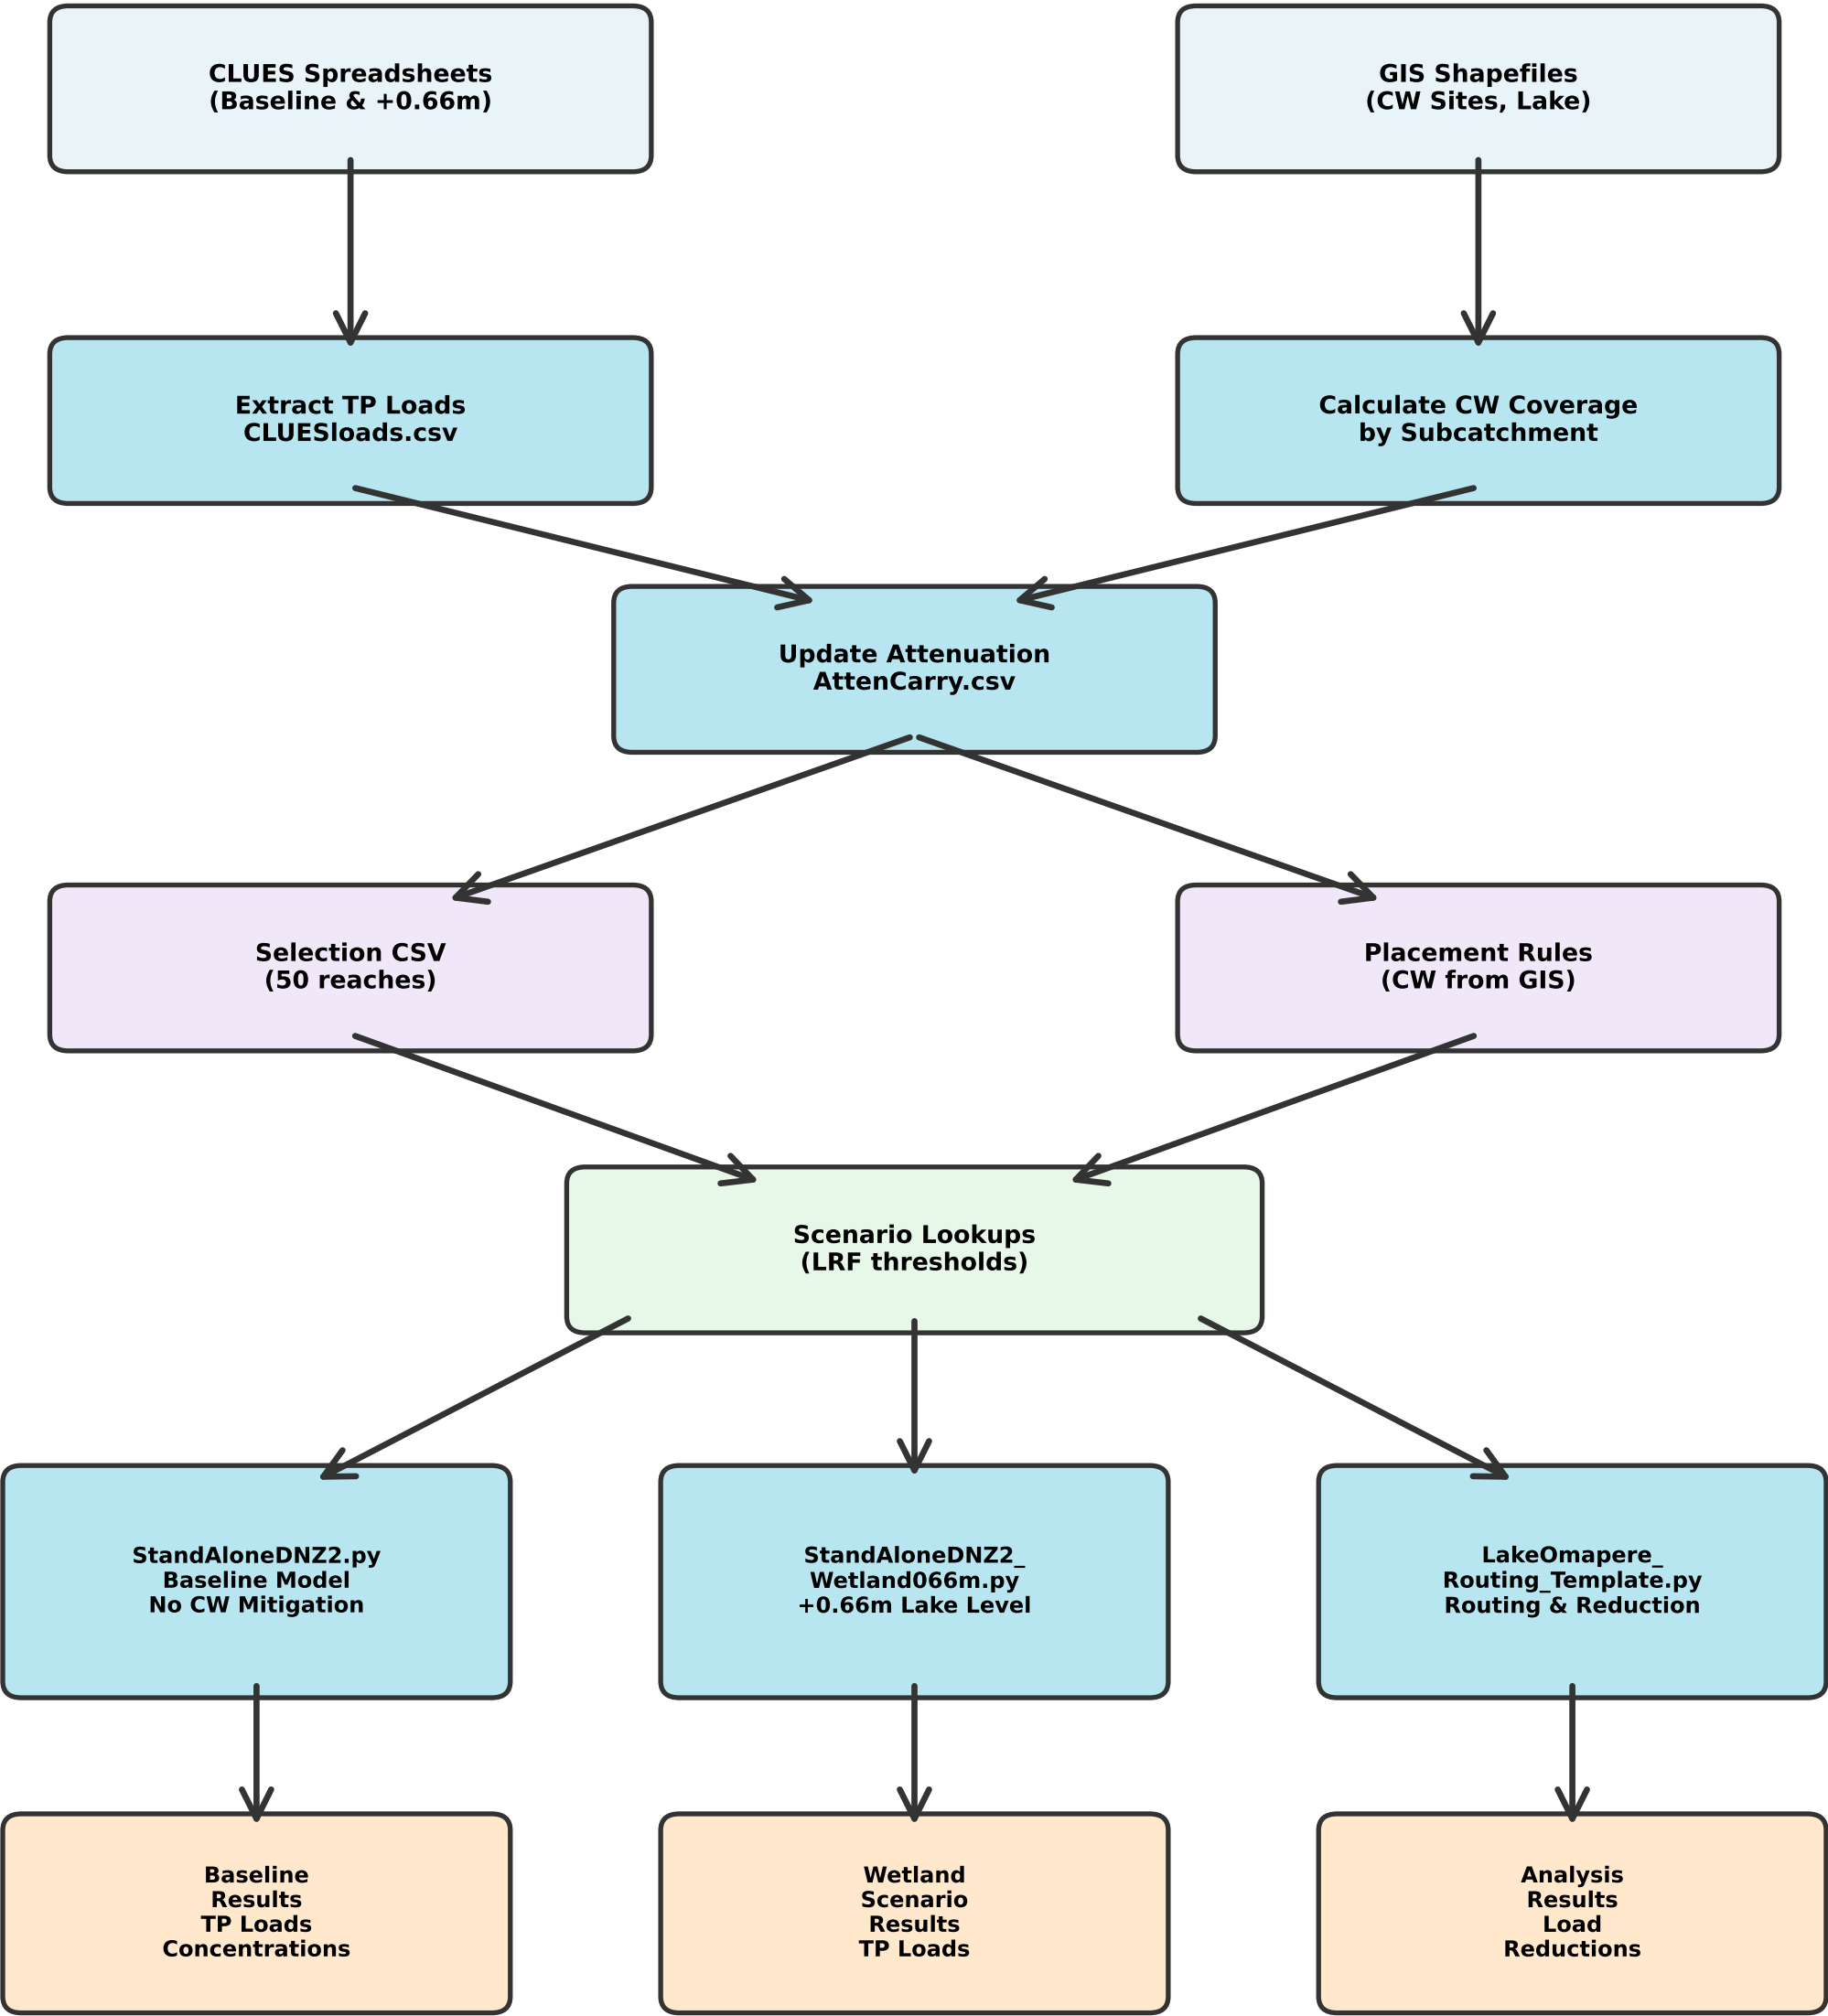 CLUES Spreadsheets
(Baseline & +0.66m)
GIS Shapefiles
(CW Sites, Lake)
Extract TP Loads
CLUESloads.csv
Calculate CW Coverage
by Subcatchment
Update Attenuation
AttenCarry.csv
Selection CSV
(50 reaches)
Placement Rules
(CW from GIS)
Scenario Lookups
(LRF thresholds)
StandAloneDNZ2.py
Baseline Model
No CW Mitigation
StandAloneDNZ2_
Wetland066m.py
+0.66m Lake Level
LakeOmapere_
Routing_Template.py
Routing & Reduction
Baseline
Results
TP Loads
Concentrations
Wetland
Scenario
Results
TP Loads
Analysis
Results
Load
Reductions